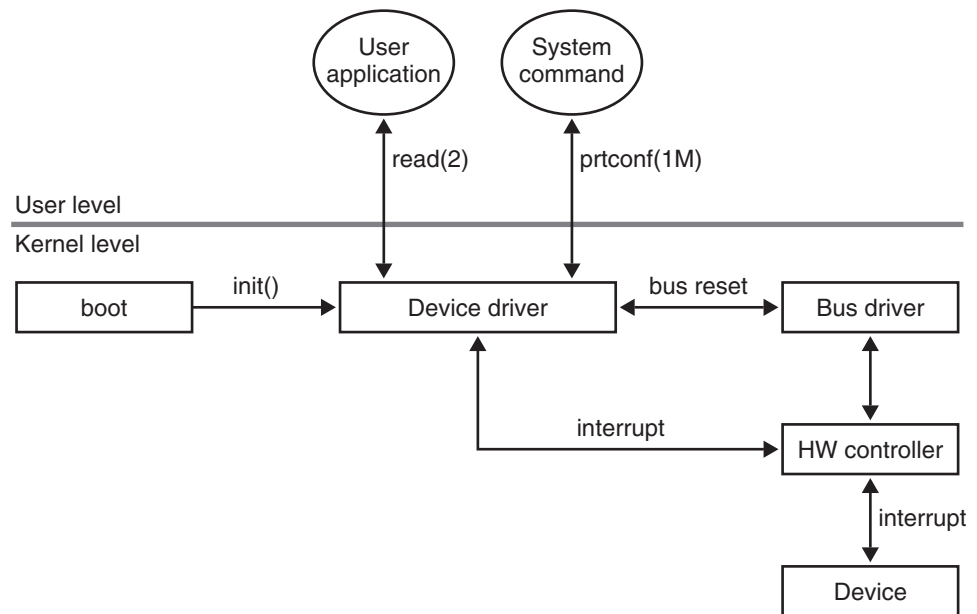 User
application
System
command
read(2)
prtconf(1M)
User level
Kernel level
boot
init()
Device driver
bus reset
Bus driver
interrupt
HW controller
interrupt
Device